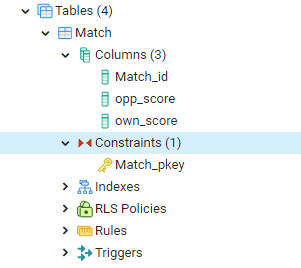 Tables (4)
Match
Columns (3)
Match_id
opp_score
own_score
Constraints (1)
Match_pkey
Indexes
RLS Policies
Rules
Triggers